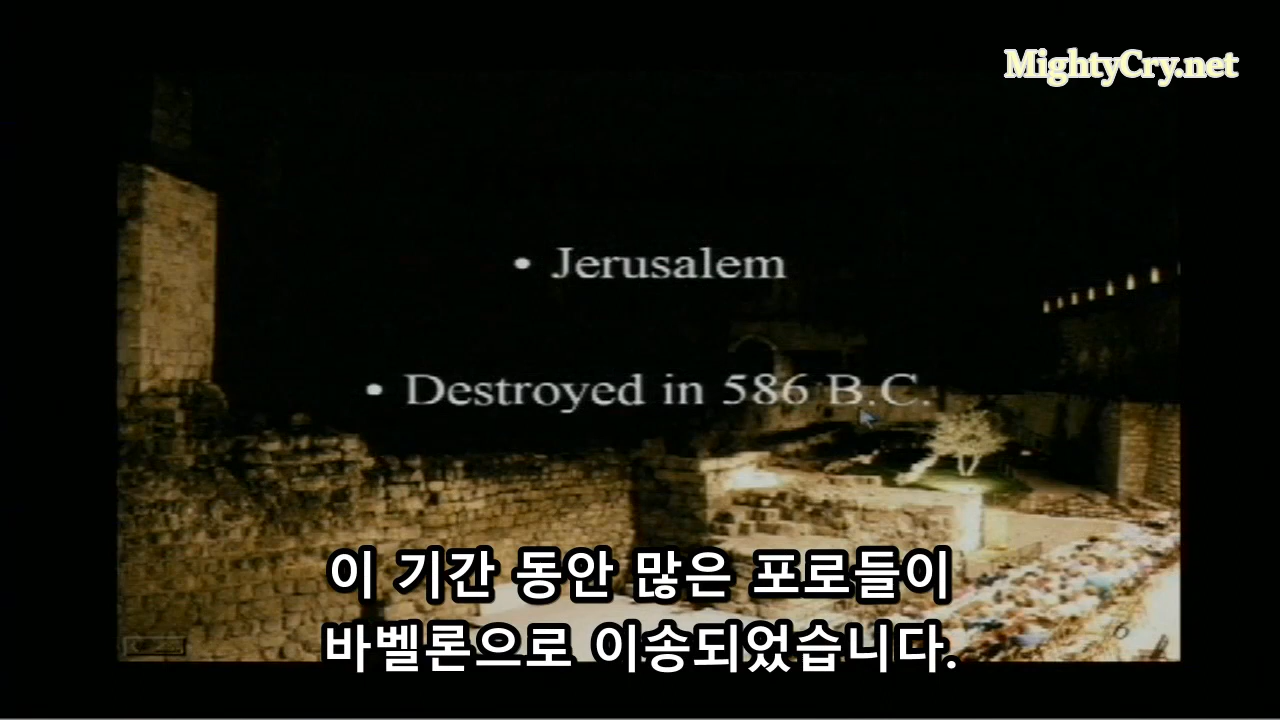 MightyCry.net
• Jerusalem
• Destroyed in 586 B.C.
이 기간 동안 많은 포로들이
바벨론으로 이송되었습니다.